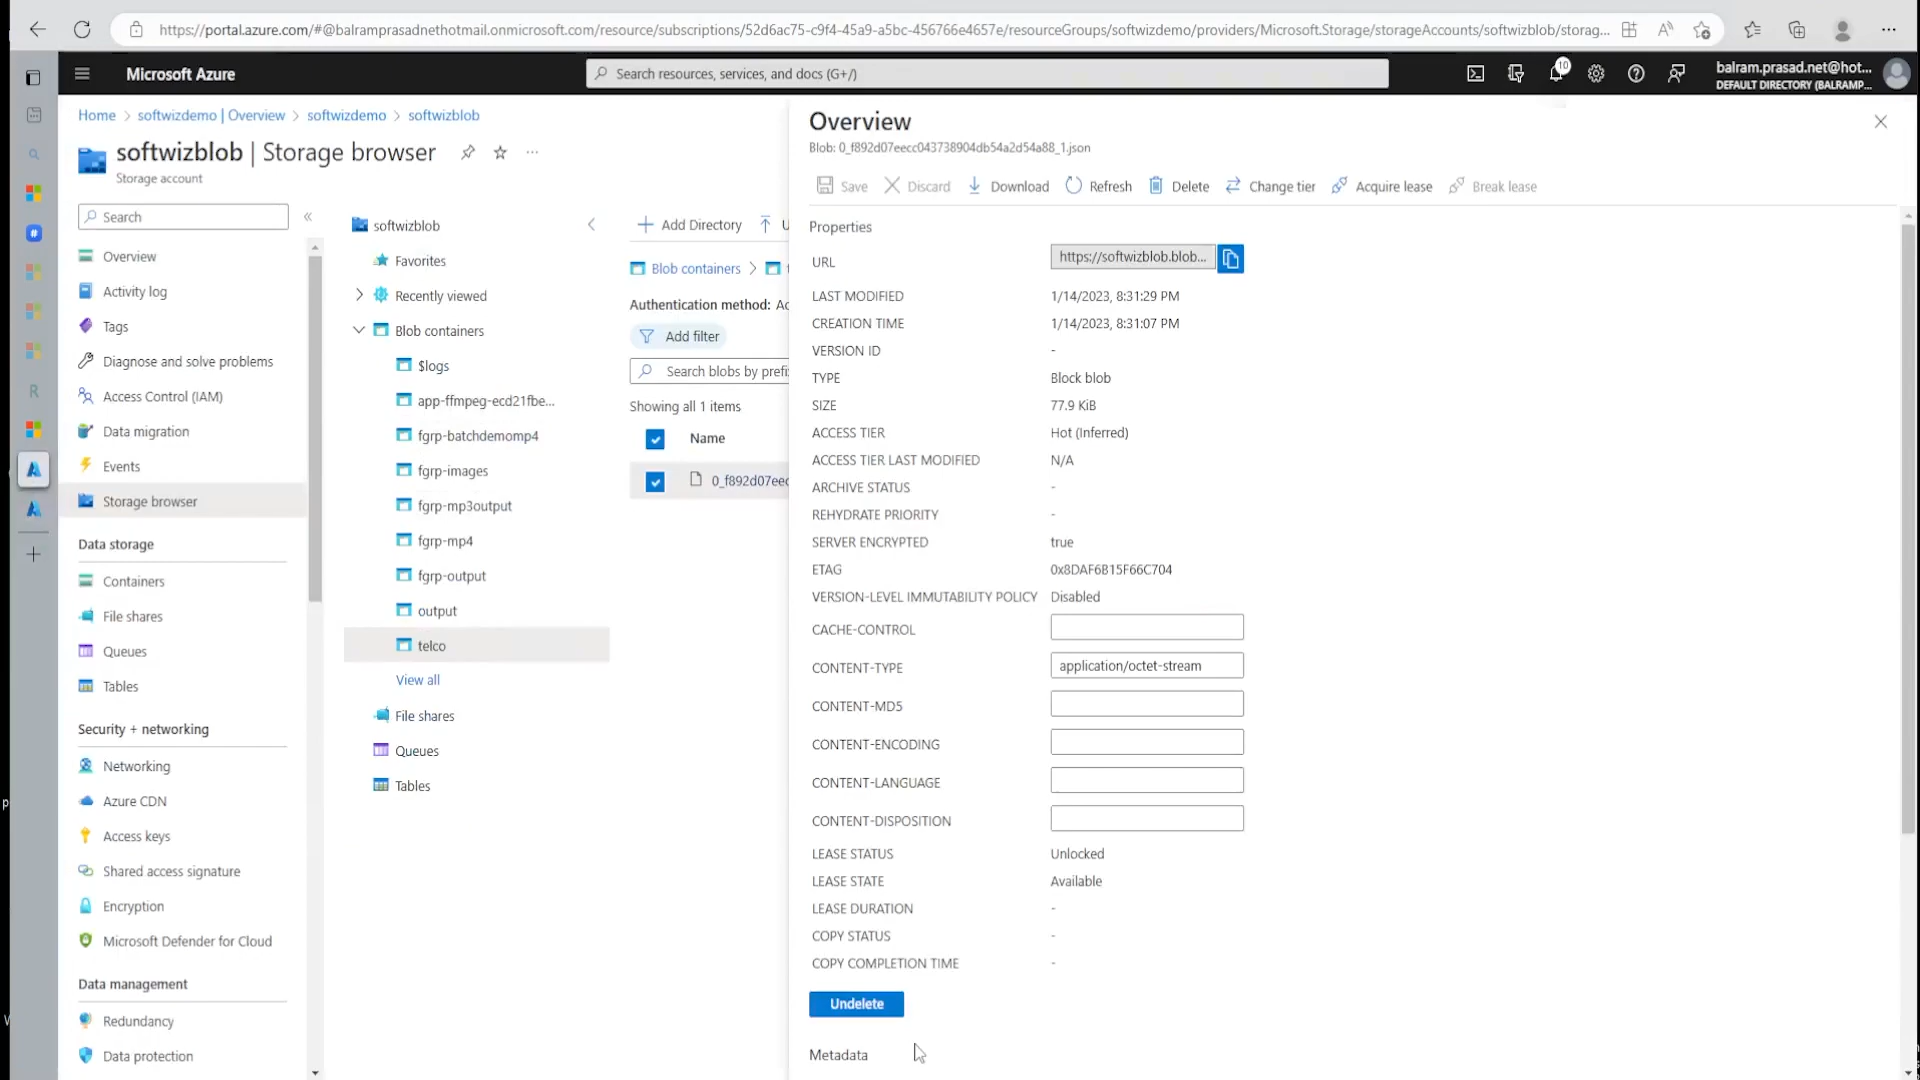 https://portal.azure.com/#@balramprasadnethotmail.onmicrosoft.com/resource/subscriptions/52d6ac75-c9f4-45a9-a5bc-456766e4657e/resourceGroups/softwizdemo/providers/Microsoft.Storage/storageAccounts/softwizblob/storag...
Microsoft Azure
Search resources, services, and docs (G+/)
10
balram.prasad.net@hot...
DEFAULT DIRECTORY (BALRAMP...
Home > softwizdemo | Overview > softwizdemo > softwizblob
softwizblob | Storage browser
Storage account
Search
Overview
Activity log
Tags
Diagnose and solve problems
Access Control (IAM)
Data migration
Events
Storage browser
Data storage
Containers
File shares
Queues
Tables
Security + networking
Networking
Azure CDN
Access keys
Shared access signature
Encryption
Microsoft Defender for Cloud
Data management
Redundancy
Data protection
softwizblob
Favorites
Recently viewed
Blob containers
$logs
app-ffmpeg-ecd21fbe...
fgrp-batchdemomp4
fgrp-images
fgrp-mp3output
fgrp-mp4
fgrp-output
output
telco
View all
File shares
Queues
Tables
Add Directory U
Blob containers > t
Authentication method: Ac
Add filter
Search blobs by prefi
Showing all 1 items
Name
0_f892d07eec
Overview
Blob: 0_f892d07eecc043738904db54a2d54a88_1.json
Save Discard Download Refresh Delete Change tier Acquire lease Break lease
Properties
URL https://softwizblob.blob...
LAST MODIFIED 1/14/2023, 8:31:29 PM
CREATION TIME 1/14/2023, 8:31:07 PM
VERSION ID -
TYPE Block blob
SIZE 77.9 KiB
ACCESS TIER Hot (Inferred)
ACCESS TIER LAST MODIFIED N/A
ARCHIVE STATUS -
REHYDRATE PRIORITY -
SERVER ENCRYPTED true
ETAG 0x8DAF6B15F66C704
VERSION-LEVEL IMMUTABILITY POLICY Disabled
CACHE-CONTROL
CONTENT-TYPE application/octet-stream
CONTENT-MD5
CONTENT-ENCODING
CONTENT-LANGUAGE
CONTENT-DISPOSITION
LEASE STATUS Unlocked
LEASE STATE Available
LEASE DURATION -
COPY STATUS -
COPY COMPLETION TIME -
Undelete
Metadata